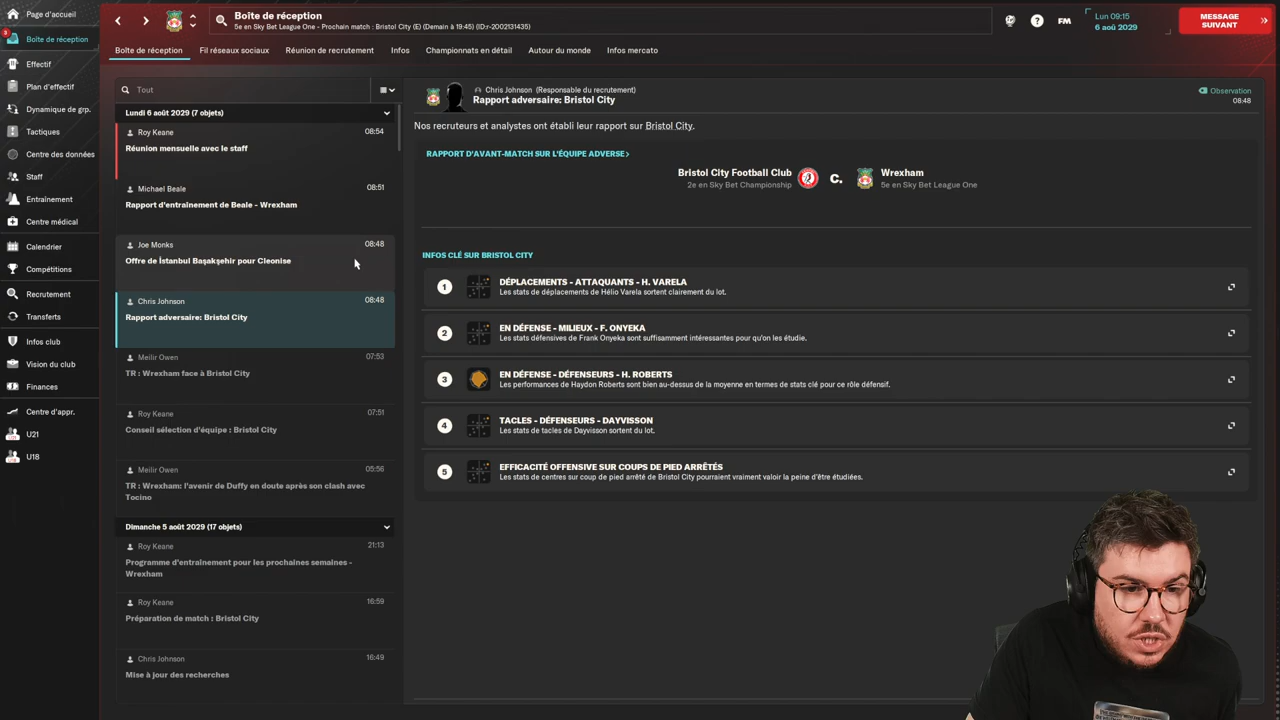 Page d'accueil
3
Boîte de réception
Effectif
Plan d'effectif
Dynamique de grp.
Tactiques
Centre des données
Staff
Entraînement
Centre médical
Calendrier
Compétitions
Recrutement
Transferts
Infos club
Vision du club
Finances
Centre d'appr.
U21
U18
Boîte de réception
5e en Sky Bet League One - Prochain match : Bristol City (E) (Demain à 19:45) (ID:r-2002131435)
?
FM
Lun 09:15
6 août 2029
MESSAGE SUIVANT
Boîte de réception
Fil réseaux sociaux
Réunion de recrutement
Infos
Championnats en détail
Autour du monde
Infos mercato
Tout
Lundi 6 août 2029 (7 objets)
Roy Keane 08:54
Réunion mensuelle avec le staff
Michael Beale 08:51
Rapport d'entraînement de Beale - Wrexham
Joe Monks 08:48
Offre de İstanbul Başakşehir pour Cleonise
Chris Johnson 08:48
Rapport adversaire: Bristol City
Meilir Owen 07:53
TR : Wrexham face à Bristol City
Roy Keane 07:51
Conseil sélection d'équipe : Bristol City
Meilir Owen 05:56
TR : Wrexham: l'avenir de Duffy en doute après son clash avec
Tocino
Dimanche 5 août 2029 (17 objets)
Roy Keane 21:13
Programme d'entraînement pour les prochaines semaines -
Wrexham
Roy Keane 16:59
Préparation de match : Bristol City
Chris Johnson 16:49
Mise à jour des recherches
Chris Johnson (Responsable du recrutement)
Rapport adversaire: Bristol City
Observation
08:48
Nos recruteurs et analystes ont établi leur rapport sur Bristol City.
RAPPORT D'AVANT-MATCH SUR L'ÉQUIPE ADVERSE >
Bristol City Football Club
2e en Sky Bet Championship
C.
Wrexham
5e en Sky Bet League One
INFOS CLÉ SUR BRISTOL CITY
1
DÉPLACEMENTS - ATTAQUANTS - H. VARELA
Les stats de déplacements de Hélio Varela sortent clairement du lot.
2
EN DÉFENSE - MILIEUX - F. ONYEKA
Les stats défensives de Frank Onyeka sont suffisamment intéressantes pour qu'on les étudie.
3
EN DÉFENSE - DÉFENSEURS - H. ROBERTS
Les performances de Haydon Roberts sont bien au-dessus de la moyenne en termes de stats clé pour ce rôle défensif.
4
TACLES - DÉFENSEURS - DAYVISSON
Les stats de tacles de Dayvisson sortent du lot.
5
EFFICACITÉ OFFENSIVE SUR COUPS DE PIED ARRÊTÉS
Les stats de centres sur coup de pied arrêté de Bristol City pourraient vraiment valoir la peine d'être étudiées.